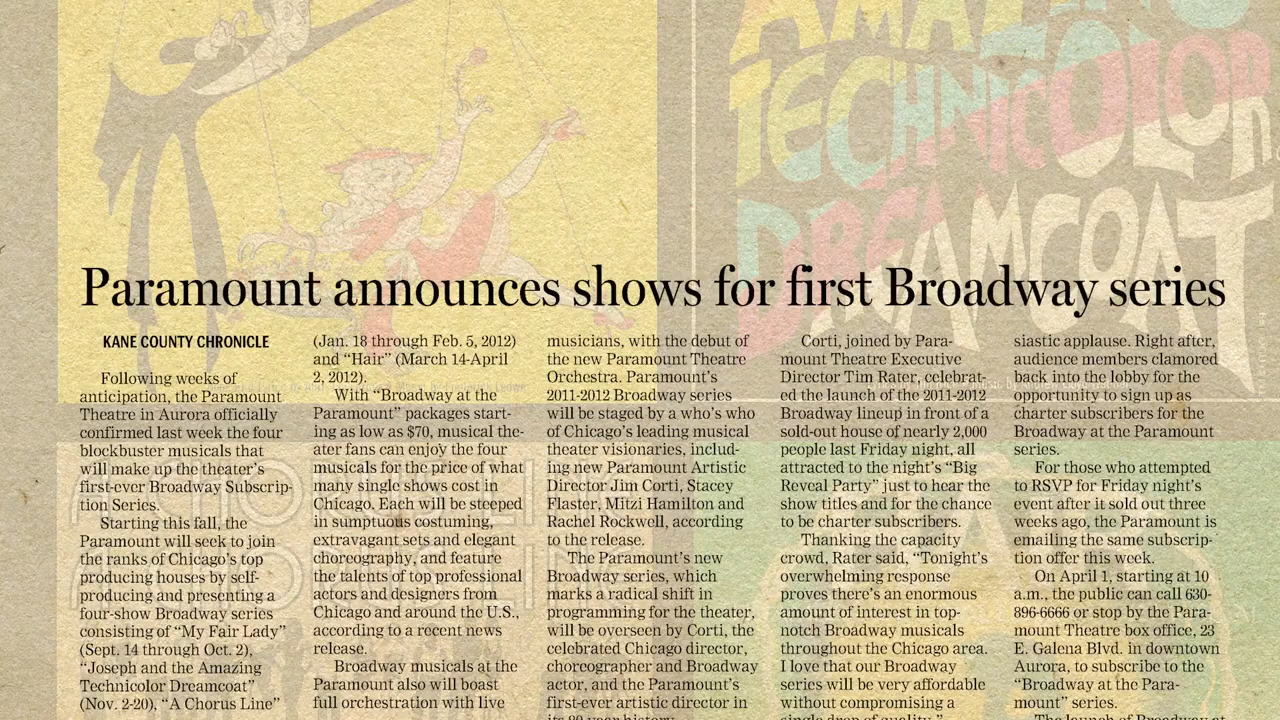 AMAZING
TECHNICOLOR
DREAMCOAT
Paramount announces shows for first Broadway series
KANE COUNTY CHRONICLE
Following weeks of
anticipation, the Paramount
Theatre in Aurora officially
confirmed last week the four
blockbuster musicals that
will make up the theater's
first-ever Broadway Subscrip-
tion Series.
Starting this fall, the
Paramount will seek to join
the ranks of Chicago's top
producing houses by self-
producing and presenting a
four-show Broadway series
consisting of “My Fair Lady”
(Sept. 14 through Oct. 2),
“Joseph and the Amazing
Technicolor Dreamcoat”
(Nov. 2-20), “A Chorus Line”
(Jan. 18 through Feb. 5, 2012)
and “Hair” (March 14-April
2, 2012).
With “Broadway at the
Paramount” packages start-
ing as low as $70, musical the-
ater fans can enjoy the four
musicals for the price of what
many single shows cost in
Chicago. Each will be steeped
in sumptuous costuming,
extravagant sets and elegant
choreography, and feature
the talents of top professional
actors and designers from
Chicago and around the U.S.,
according to a recent news
release.
Broadway musicals at the
Paramount also will boast
full orchestration with live
musicians, with the debut of
the new Paramount Theatre
Orchestra. Paramount's
2011-2012 Broadway series
will be staged by a who's who
of Chicago's leading musical
theater visionaries, includ-
ing new Paramount Artistic
Director Jim Corti, Stacey
Flaster, Mitzi Hamilton and
Rachel Rockwell, according
to the release.
The Paramount's new
Broadway series, which
marks a radical shift in
programming for the theater,
will be overseen by Corti, the
celebrated Chicago director,
choreographer and Broadway
actor, and the Paramount's
first-ever artistic director in
its 80-year history.
Corti, joined by Para-
mount Theatre Executive
Director Tim Rater, celebrat-
ed the launch of the 2011-2012
Broadway lineup in front of a
sold-out house of nearly 2,000
people last Friday night, all
attracted to the night's “Big
Reveal Party” just to hear the
show titles and for the chance
to be charter subscribers.
Thanking the capacity
crowd, Rater said, “Tonight's
overwhelming response
proves there's an enormous
amount of interest in top-
notch Broadway musicals
throughout the Chicago area.
I love that our Broadway
series will be very affordable
without compromising a
single drop of quality.”
siastic applause. Right after,
audience members clamored
back into the lobby for the
opportunity to sign up as
charter subscribers for the
Broadway at the Paramount
series.
For those who attempted
to RSVP for Friday night's
event after it sold out three
weeks ago, the Paramount is
emailing the same subscrip-
tion offer this week.
On April 1, starting at 10
a.m., the public can call 630-
896-6666 or stop by the Para-
mount Theatre box office, 23
E. Galena Blvd. in downtown
Aurora, to subscribe to the
“Broadway at the Para-
mount” series.
The launch of Broadway at